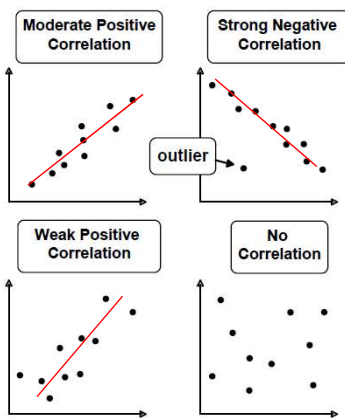 Moderate Positive
Correlation
Strong Negative
Correlation
outlier
Weak Positive
Correlation
No
Correlation